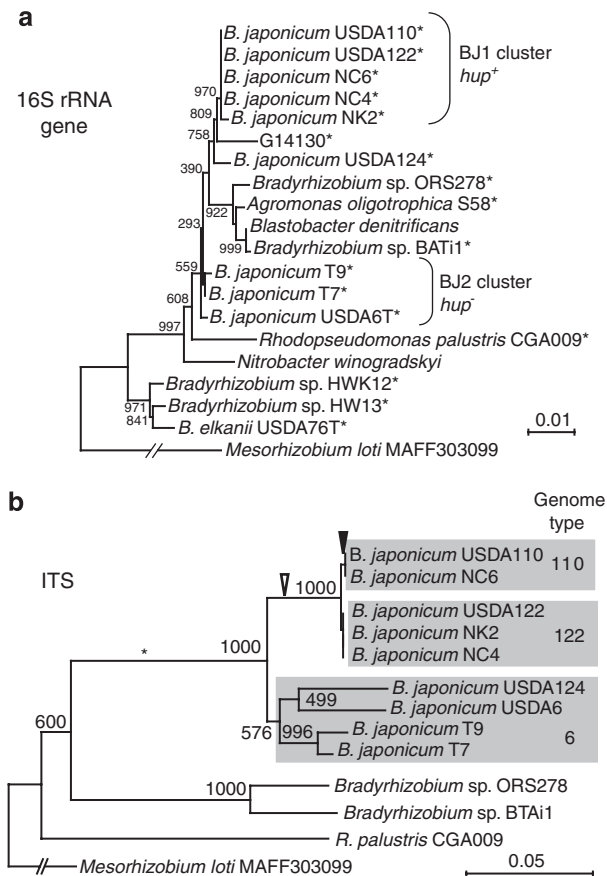 a
16S rRNA
gene
B. japonicum USDA110*
B. japonicum USDA122*
B. japonicum NC6*
B. japonicum NC4*
B. japonicum NK2*
BJ1 cluster
hup+
970
809
758
G14130*
B. japonicum USDA124*
390
Bradyrhizobium sp. ORS278*
Agromonas oligotrophica S58*
922
Blastobacter denitrificans
293
999
Bradyrhizobium sp. BATi1*
559
B. japonicum T9*
B. japonicum T7*
B. japonicum USDA6T*
BJ2 cluster
hup-
608
997
Rhodopseudomonas palustris CGA009*
Nitrobacter winogradskyi
Bradyrhizobium sp. HWK12*
971
Bradyrhizobium sp. HW13*
841
B. elkanii USDA76T*
0.01
Mesorhizobium loti MAFF303099
b
ITS
Genome
type
B. japonicum USDA110
B. japonicum NC6
110
1000
B. japonicum USDA122
B. japonicum NK2
B. japonicum NC4
122
1000
*
B. japonicum USDA124
499
B. japonicum USDA6
576
996
B. japonicum T9
B. japonicum T7
6
600
1000
Bradyrhizobium sp. ORS278
Bradyrhizobium sp. BTAi1
R. palustris CGA009
Mesorhizobium loti MAFF303099
0.05